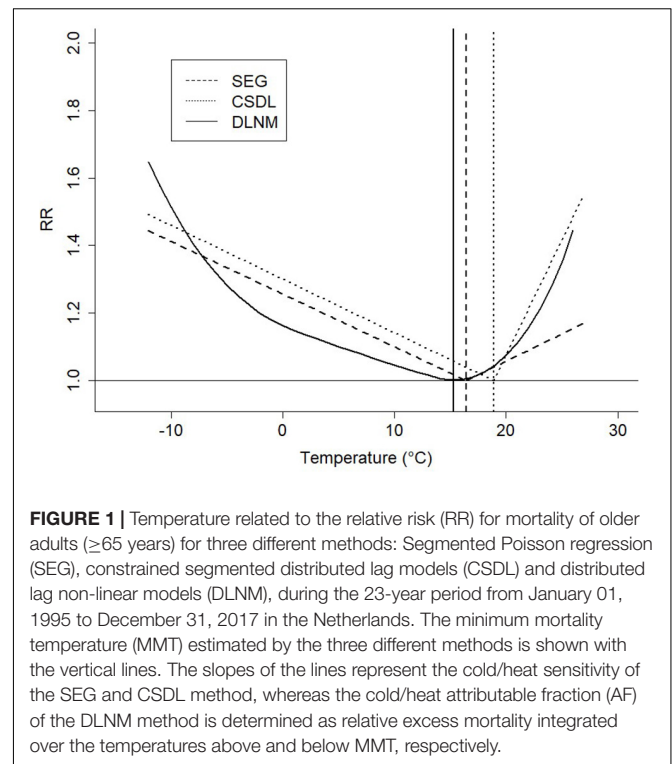 2.0
1.8
1.6
1.4
1.2
1.0
RR
SEG
CSDL
DLNM
-10 0 10 20 30
Temperature (°C)
FIGURE 1 | Temperature related to the relative risk (RR) for mortality of older
adults (≥65 years) for three different methods: Segmented Poisson regression
(SEG), constrained segmented distributed lag models (CSDL) and distributed
lag non-linear models (DLNM), during the 23-year period from January 01,
1995 to December 31, 2017 in the Netherlands. The minimum mortality
temperature (MMT) estimated by the three different methods is shown with
the vertical lines. The slopes of the lines represent the cold/heat sensitivity of
the SEG and CSDL method, whereas the cold/heat attributable fraction (AF)
of the DLNM method is determined as relative excess mortality integrated
over the temperatures above and below MMT, respectively.